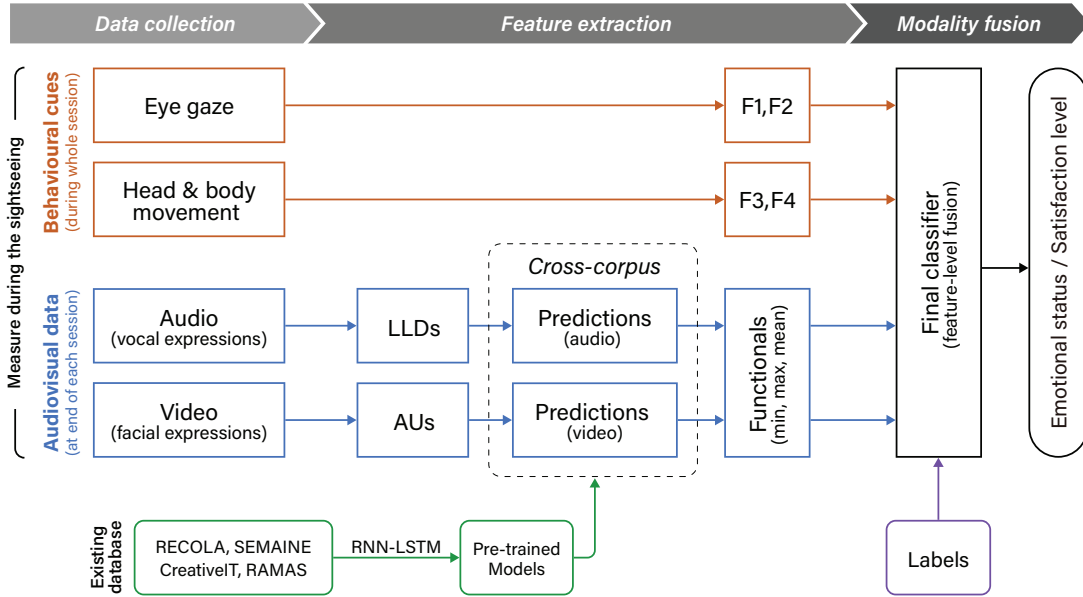 Data collection
Feature extraction
Modality fusion
Measure during the sightseeing
Behavioural cues
(during whole session)
Eye gaze
F1,F2
Head & body
movement
F3,F4
Cross-corpus
Audiovisual data
(at end of each session)
Audio
(vocal expressions)
LLDs
Predictions
(audio)
Video
(facial expressions)
AUs
Predictions
(video)
Functionals
(min, max, mean)
Final classifier
(feature-level fusion)
Emotional status / Satisfaction level
Existing
database
RECOLA, SEMAINE
CreativeIT, RAMAS
RNN-LSTM
Pre-trained
Models
Labels